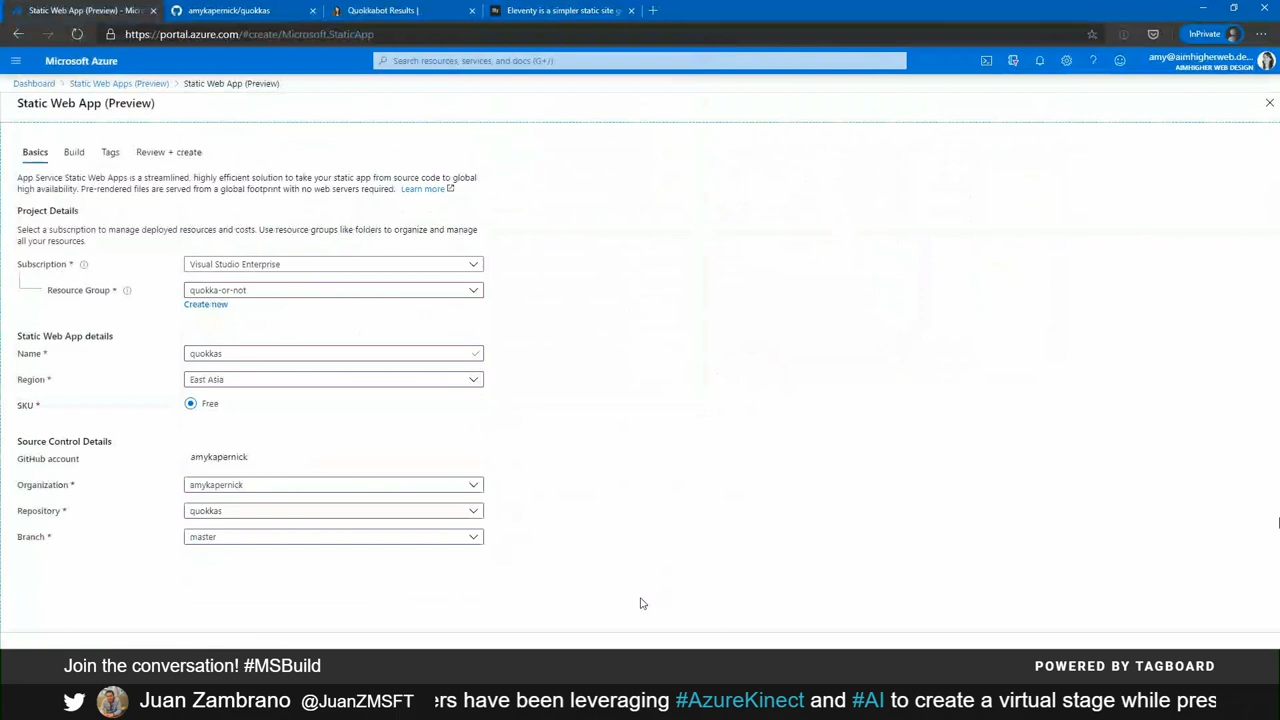 Static Web App (Preview) - Micr
amykapernick/quokkas
Quokkabot Results |
Eleventy is a simpler static site g
https://portal.azure.com/#create/Microsoft.StaticApp
InPrivate
Microsoft Azure
Search resources, services, and docs (G+/)
amy@aimhigherweb.de...
AIMHIGHER WEB DESIGN
Dashboard > Static Web Apps (Preview) > Static Web App (Preview)
Static Web App (Preview)
Basics Build Tags Review + create
App Service Static Web Apps is a streamlined, highly efficient solution to take your static app from source code to global
high availability. Pre-rendered files are served from a global footprint with no web servers required. Learn more
Project Details
Select a subscription to manage deployed resources and costs. Use resource groups like folders to organize and manage
all your resources.
Subscription * Visual Studio Enterprise
Resource Group * quokka-or-not
Create new
Static Web App details
Name * quokkas
Region * East Asia
SKU * Free
Source Control Details
GitHub account amykapernick
Organization * amykapernick
Repository * quokkas
Branch * master
Join the conversation! #MSBuild
POWERED BY TAGBOARD
Juan Zambrano @JuanZMSFT ers have been leveraging #AzureKinect and #AI to create a virtual stage while pres